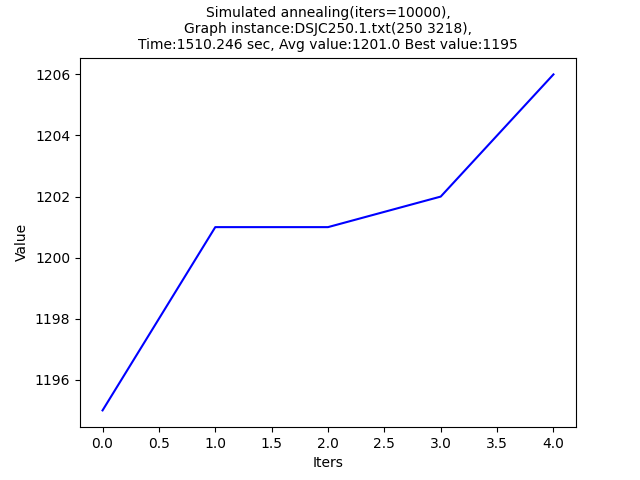 Simulated annealing(iters=10000),
Graph instance:DSJC250.1.txt(250 3218),
Time:1510.246 sec, Avg value:1201.0 Best value:1195
1206
1204
1202
1200
1198
1196
Value
0.0 0.5 1.0 1.5 2.0 2.5 3.0 3.5 4.0
Iters